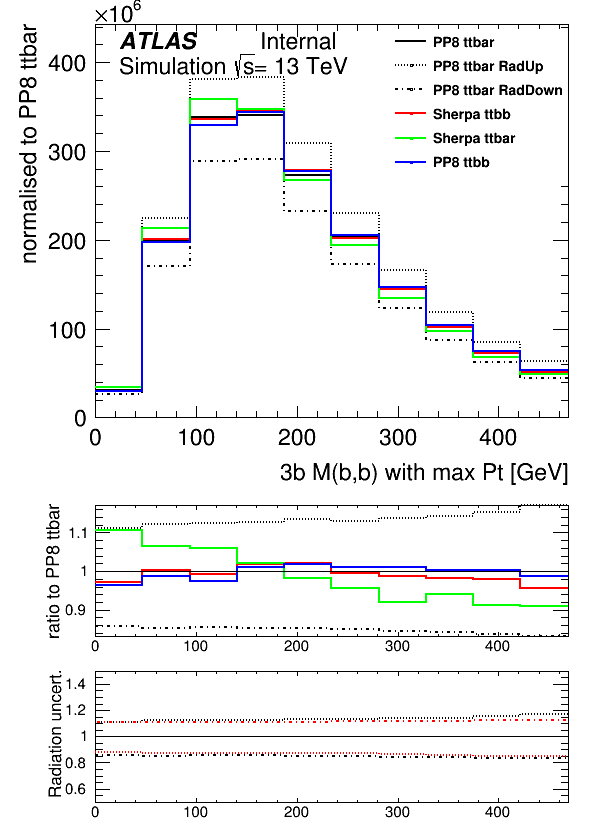 ×10⁶
ATLAS Internal
Simulation √s= 13 TeV
PP8 ttbar
PP8 ttbar RadUp
PP8 ttbar RadDown
Sherpa ttbb
Sherpa ttbar
PP8 ttbb
normalised to PP8 ttbar
400
300
200
100
0
0 100 200 300 400
3b M(b,b) with max Pt [GeV]
ratio to PP8 ttbar
1.1
1
0.9
0 100 200 300 400
Radiation uncert.
1.4
1.2
1
0.8
0.6
0 100 200 300 400